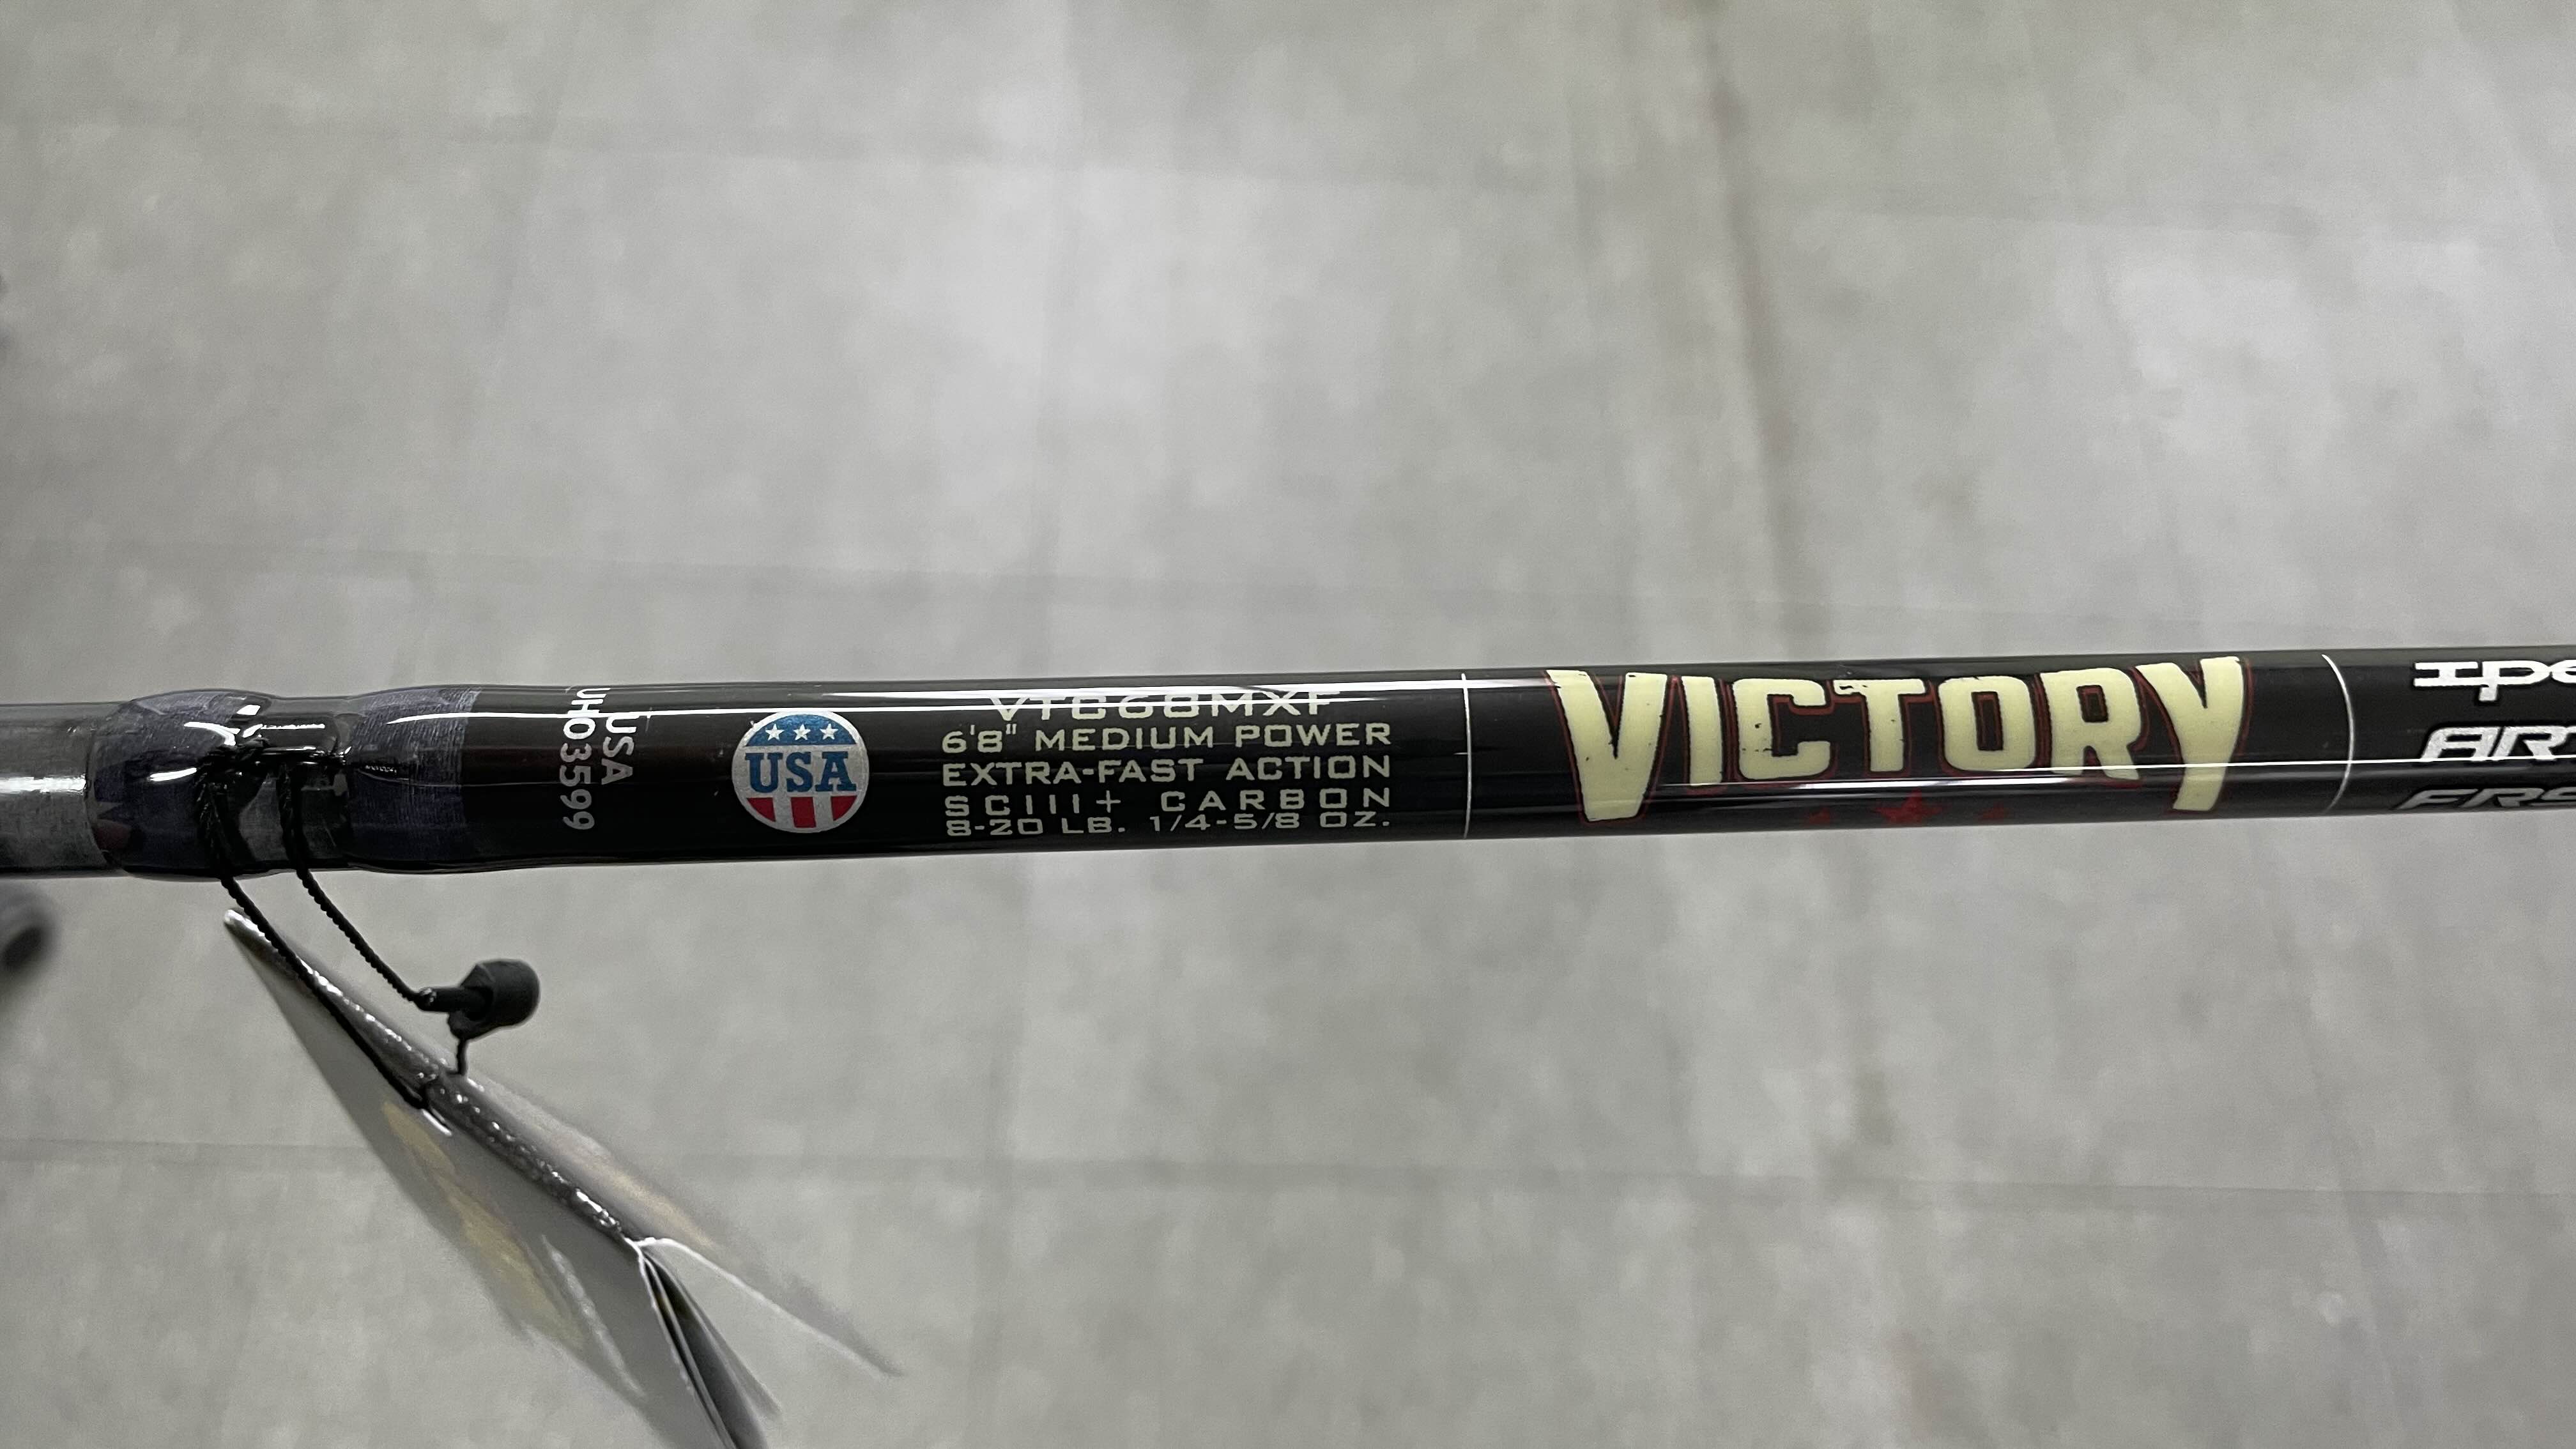 USA
UHO3599
USA
VTC68MXF
6'8" MEDIUM POWER
EXTRA-FAST ACTION
SCIII+ CARBON
8-20 LB. 1/4-5/8 OZ.
VICTORY